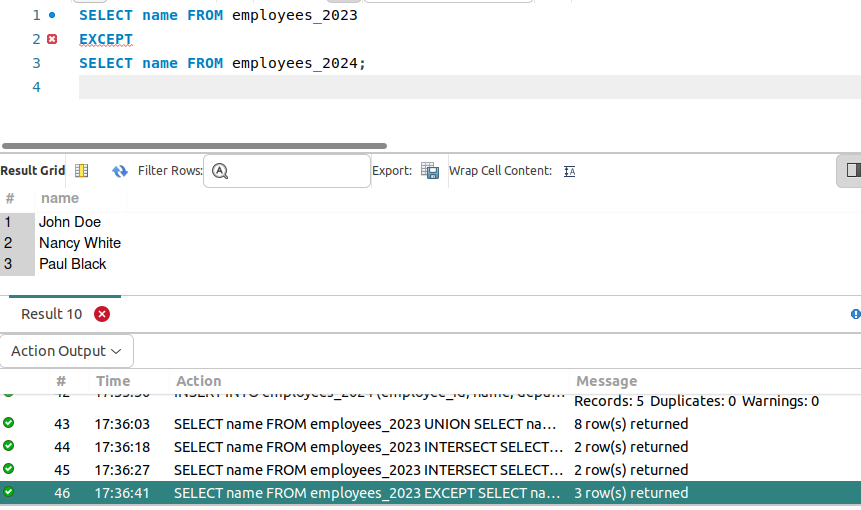 1 SELECT name FROM employees_2023
2 EXCEPT
3 SELECT name FROM employees_2024;
4
Result Grid Filter Rows: Export: Wrap Cell Content:
# name
1 John Doe
2 Nancy White
3 Paul Black
Result 10
Action Output
# Time Action Message
42 17:35:50 INSERT INTO employees_2024 (employee_id, name, depa... Records: 5 Duplicates: 0 Warnings: 0
43 17:36:03 SELECT name FROM employees_2023 UNION SELECT na... 8 row(s) returned
44 17:36:18 SELECT name FROM employees_2023 INTERSECT SELECT... 2 row(s) returned
45 17:36:27 SELECT name FROM employees_2023 INTERSECT SELECT... 2 row(s) returned
46 17:36:41 SELECT name FROM employees_2023 EXCEPT SELECT na... 3 row(s) returned